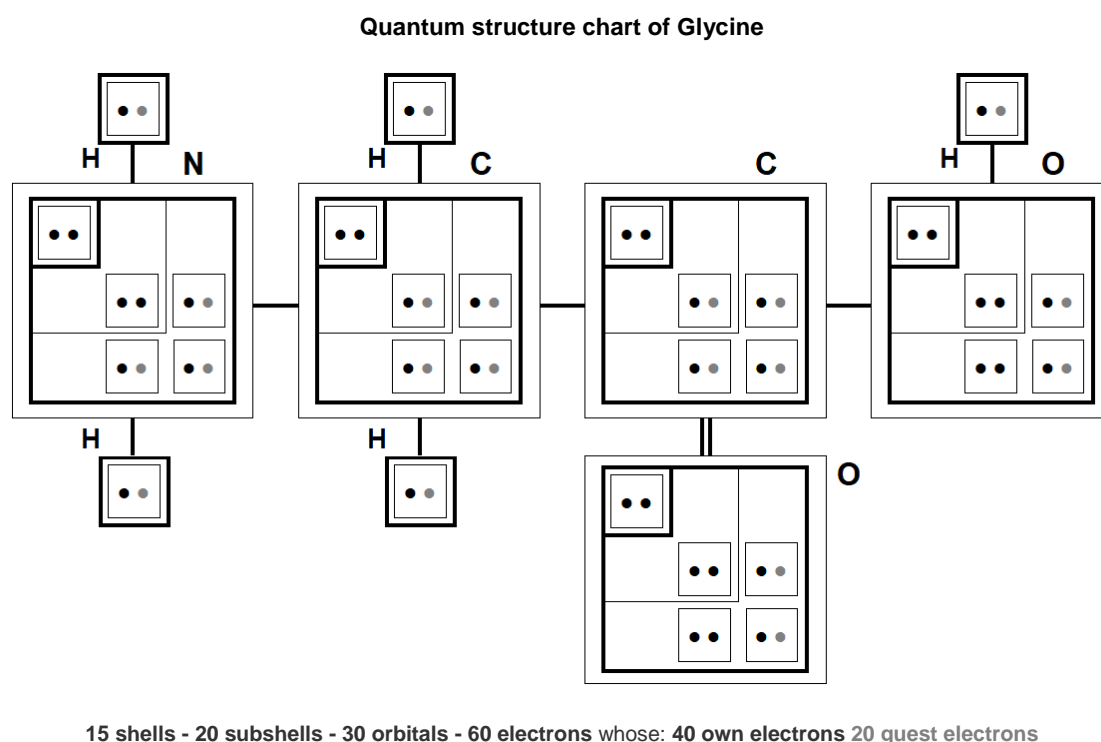 Quantum structure chart of Glycine
H N H C C H O
H H O
15 shells - 20 subshells - 30 orbitals - 60 electrons whose: 40 own electrons 20 guest electrons